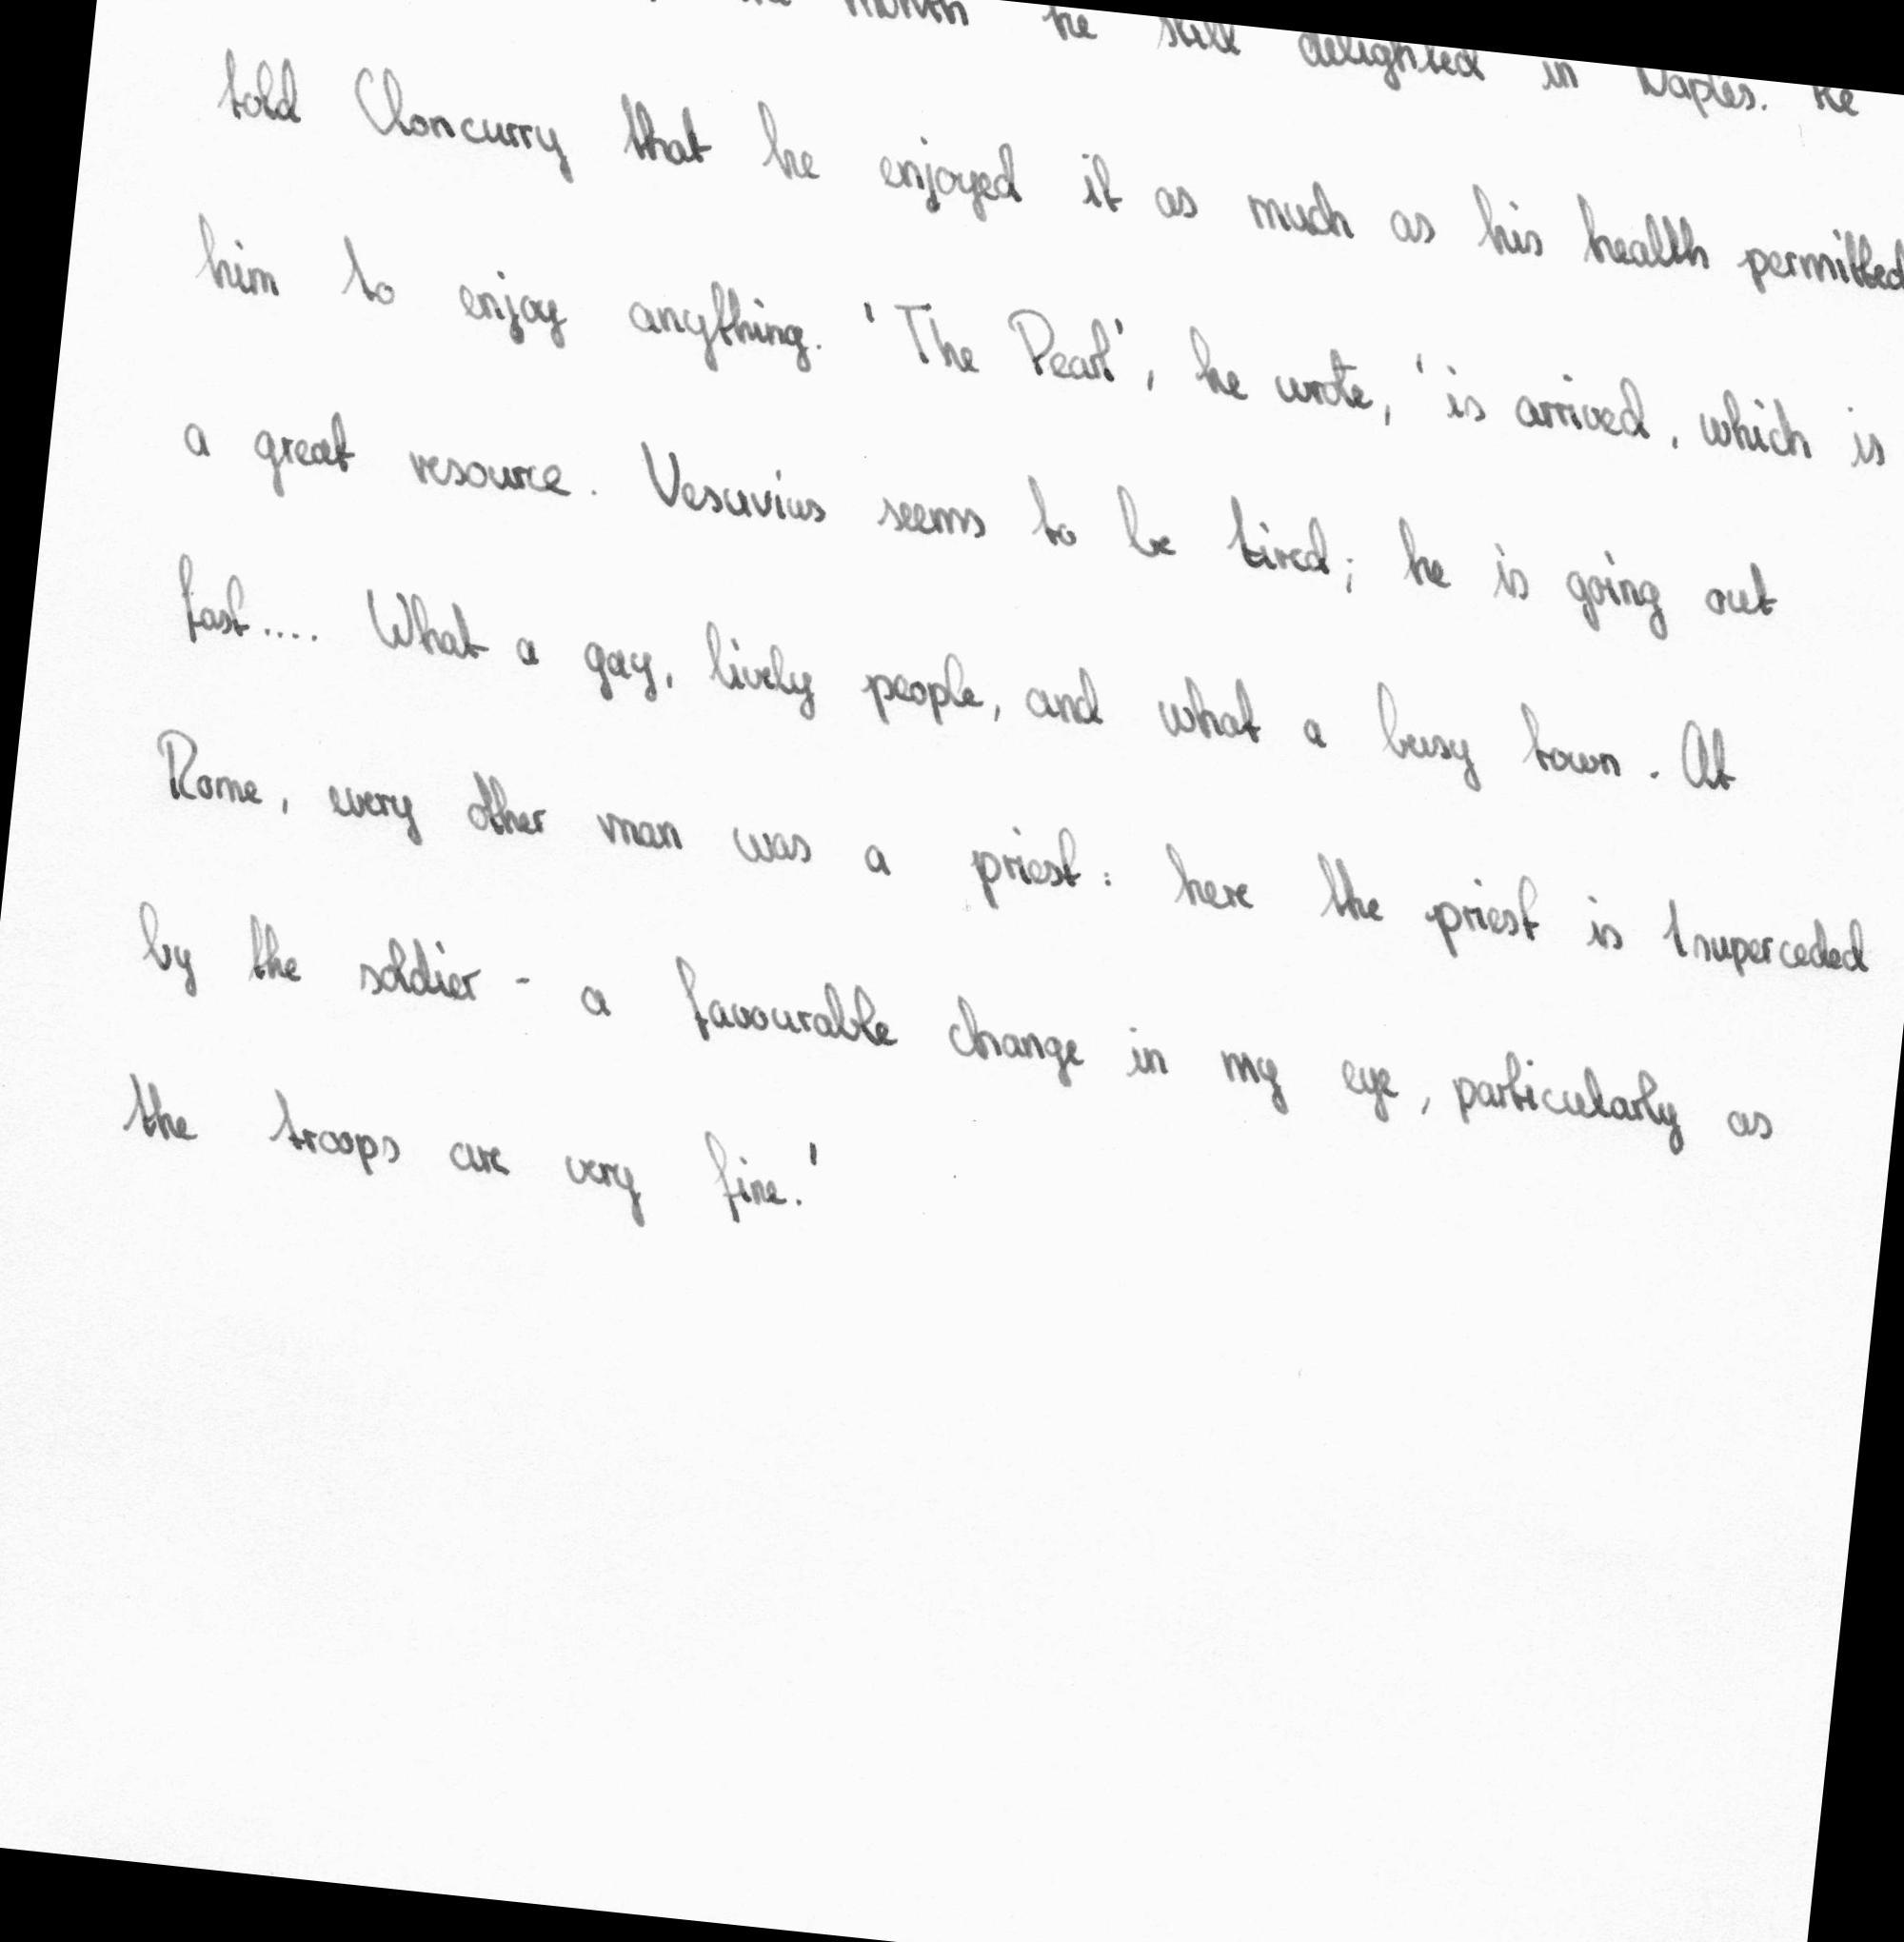 month he still delighted in Naples. He
told Cloncurry that he enjoyed it as much as his health permitted
him to enjoy anything. 'The Pearl', he wrote, 'is arrived, which is
a great resource. Vesuvius seems to be tired; he is going out
fast.... What a gay, lively people, and what a busy town. At
Rome, every other man was a priest: here the priest is superceded
by the soldier - a favourable change in my eye, particularly as
the troops are very fine.'